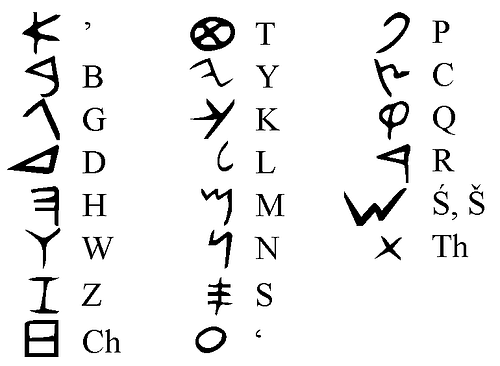 𐤀 ’
𐤁 B
𐤂 G
𐤃 D
𐤄 H
𐤅 W
𐤆 Z
𐤇 Ch
𐤈 T
𐤉 Y
𐤊 K
𐤋 L
𐤌 M
𐤍 N
𐤎 S
𐤏 ‘
𐤐 P
𐤑 C
𐤒 Q
𐤓 R
𐤔 Ś, Š
𐤕 Th